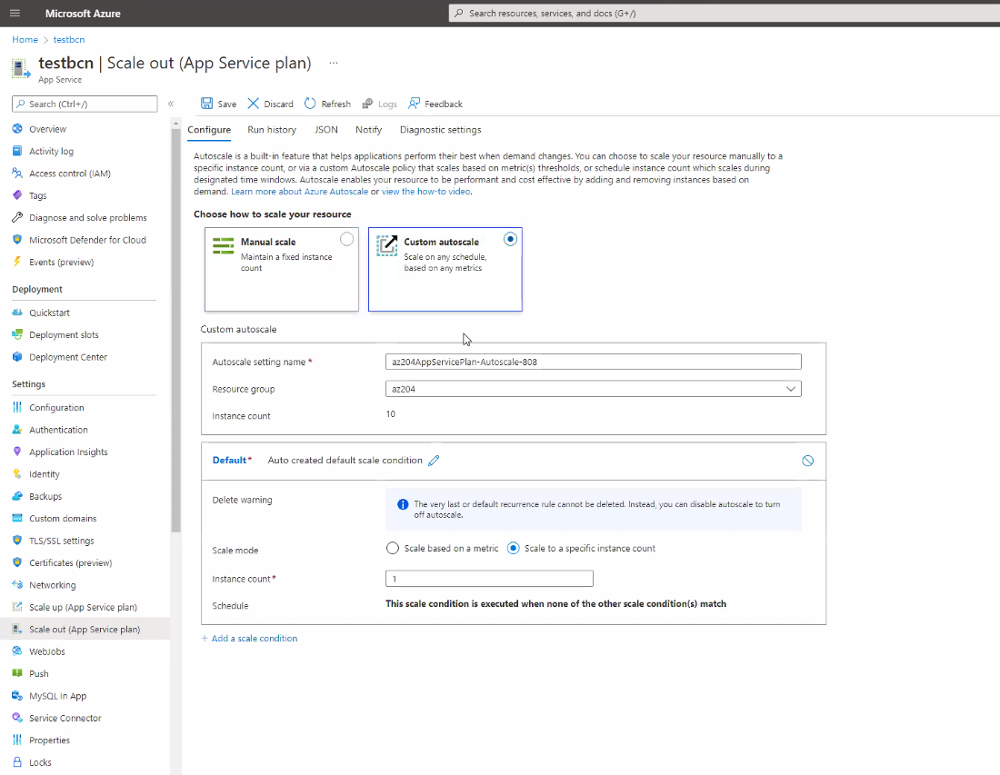 Microsoft Azure
Search resources, services, and docs (G+/)
Home > testbcn
testbcn | Scale out (App Service plan) ...
App Service
Search (Ctrl+/)
«
Overview
Activity log
Access control (IAM)
Tags
Diagnose and solve problems
Microsoft Defender for Cloud
Events (preview)
Deployment
Quickstart
Deployment slots
Deployment Center
Settings
Configuration
Authentication
Application Insights
Identity
Backups
Custom domains
TLS/SSL settings
Certificates (preview)
Networking
Scale up (App Service plan)
Scale out (App Service plan)
WebJobs
Push
MySQL In App
Service Connector
Properties
Locks
Save Discard Refresh Logs Feedback
Configure Run history JSON Notify Diagnostic settings
Autoscale is a built-in feature that helps applications perform their best when demand changes. You can choose to scale your resource manually to a
specific instance count, or via a custom Autoscale policy that scales based on metric(s) thresholds, or schedule instance count which scales during
designated time windows. Autoscale enables your resource to be performant and cost effective by adding and removing instances based on
demand. Learn more about Azure Autoscale or view the how-to video.
Choose how to scale your resource
Manual scale
Maintain a fixed instance
count
Custom autoscale
Scale on any schedule,
based on any metrics
Custom autoscale
Autoscale setting name * az204AppServicePlan-Autoscale-808
Resource group az204
Instance count 10
Default* Auto created default scale condition
Delete warning
The very last or default recurrence rule cannot be deleted. Instead, you can disable autoscale to turn
off autoscale.
Scale mode Scale based on a metric Scale to a specific instance count
Instance count* 1
Schedule This scale condition is executed when none of the other scale condition(s) match
+ Add a scale condition